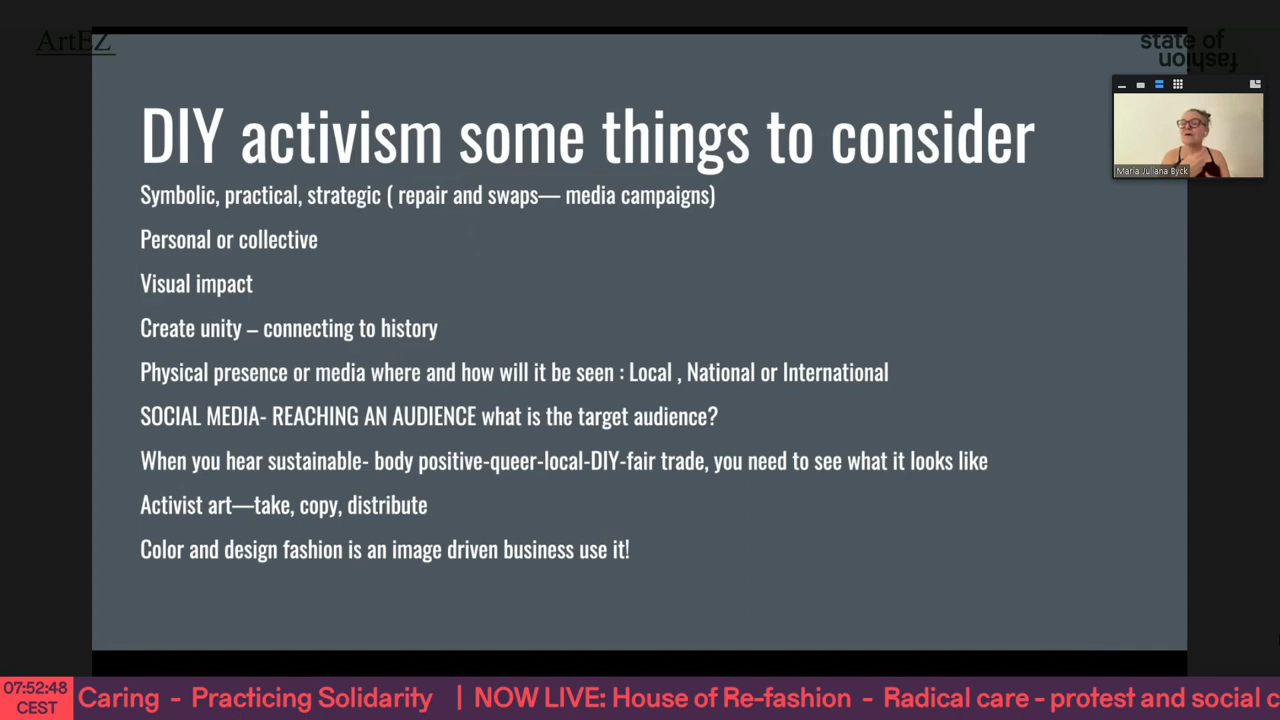 ArtEZ
state of
fashion
DIY activism some things to consider
Symbolic, practical, strategic ( repair and swaps— media campaigns)
Personal or collective
Visual impact
Create unity – connecting to history
Physical presence or media where and how will it be seen : Local , National or International
SOCIAL MEDIA- REACHING AN AUDIENCE what is the target audience?
When you hear sustainable- body positive-queer-local-DIY-fair trade, you need to see what it looks like
Activist art—take, copy, distribute
Color and design fashion is an image driven business use it!
Maria Juliana Byck
07:52:48
CEST
Caring - Practicing Solidarity | NOW LIVE: House of Re-fashion - Radical care - protest and social c